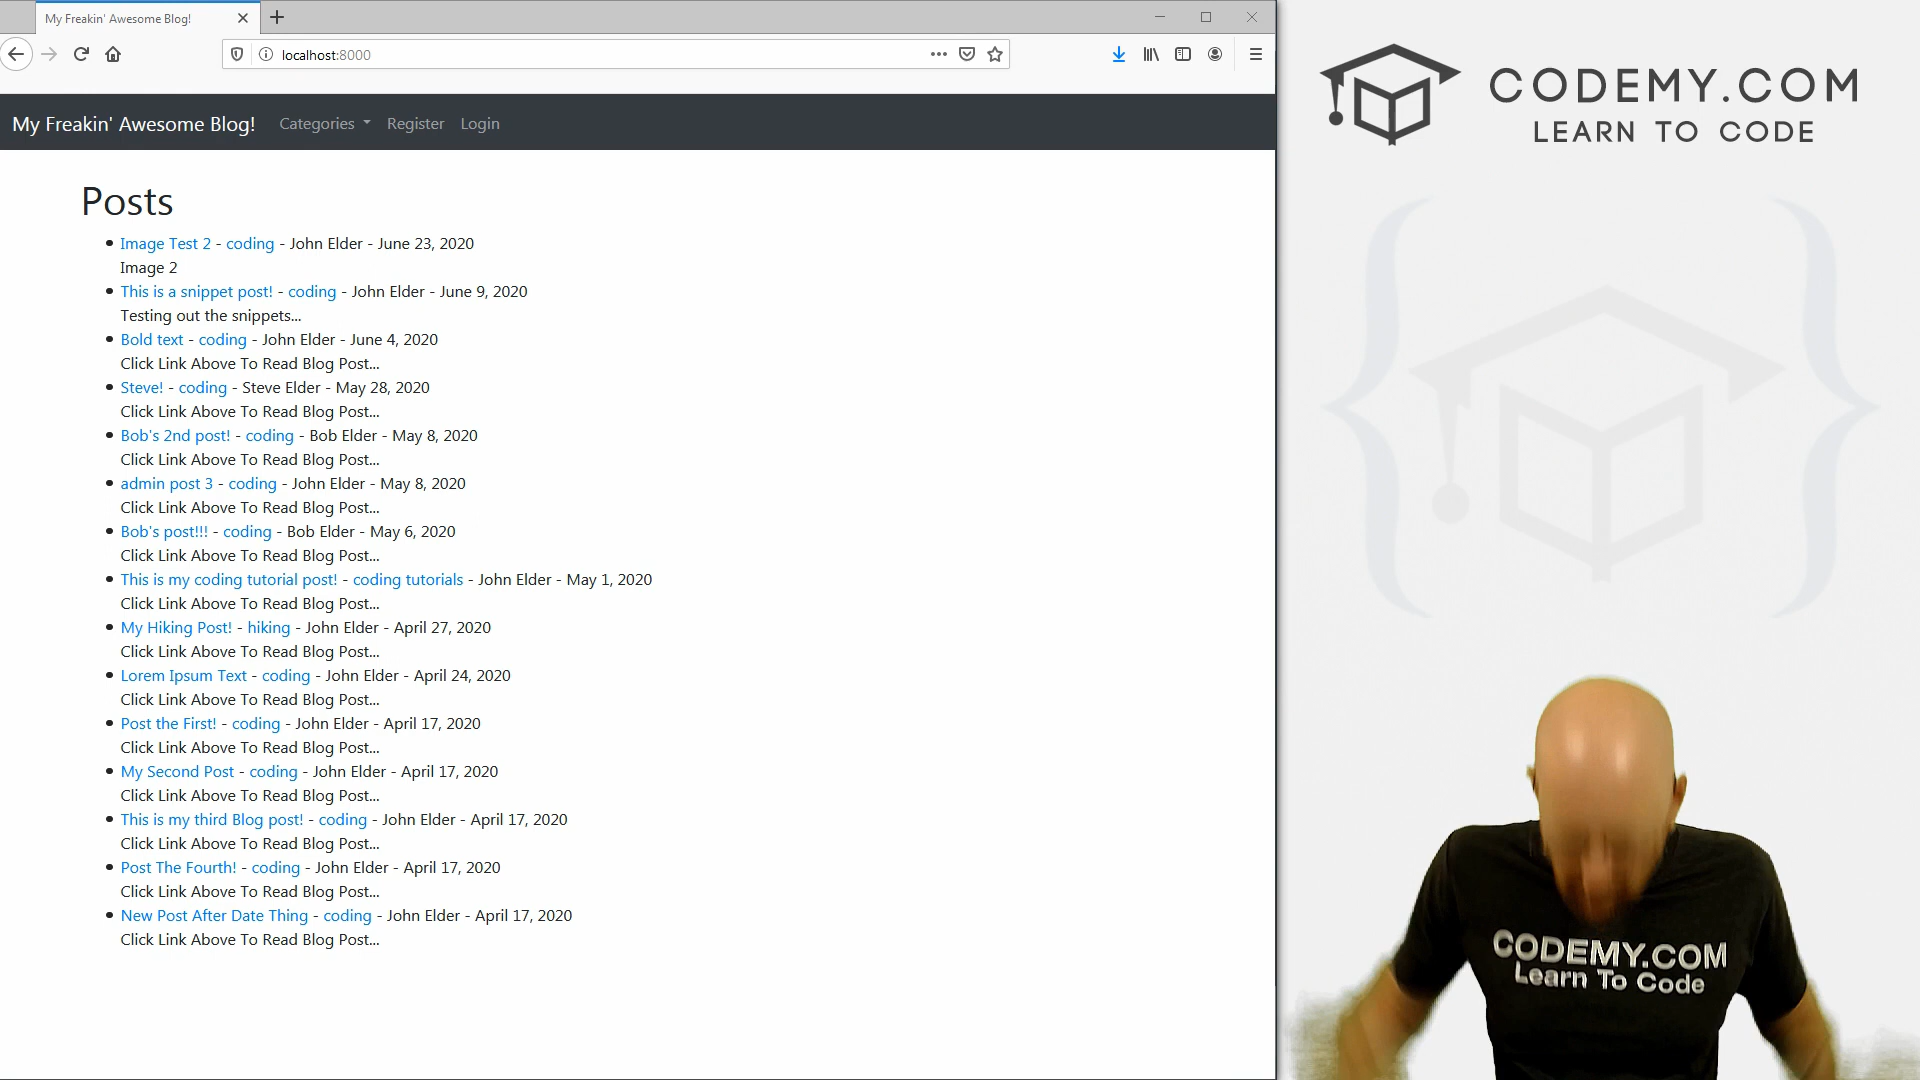 My Freakin' Awesome Blog!
localhost:8000
My Freakin' Awesome Blog! Categories Register Login
Posts
Image Test 2 - coding - John Elder - June 23, 2020
Image 2
This is a snippet post! - coding - John Elder - June 9, 2020
Testing out the snippets...
Bold text - coding - John Elder - June 4, 2020
Click Link Above To Read Blog Post...
Steve! - coding - Steve Elder - May 28, 2020
Click Link Above To Read Blog Post...
Bob's 2nd post! - coding - Bob Elder - May 8, 2020
Click Link Above To Read Blog Post...
admin post 3 - coding - John Elder - May 8, 2020
Click Link Above To Read Blog Post...
Bob's post!!! - coding - Bob Elder - May 6, 2020
Click Link Above To Read Blog Post...
This is my coding tutorial post! - coding tutorials - John Elder - May 1, 2020
Click Link Above To Read Blog Post...
My Hiking Post! - hiking - John Elder - April 27, 2020
Click Link Above To Read Blog Post...
Lorem Ipsum Text - coding - John Elder - April 24, 2020
Click Link Above To Read Blog Post...
Post the First! - coding - John Elder - April 17, 2020
Click Link Above To Read Blog Post...
My Second Post - coding - John Elder - April 17, 2020
Click Link Above To Read Blog Post...
This is my third Blog post! - coding - John Elder - April 17, 2020
Click Link Above To Read Blog Post...
Post The Fourth! - coding - John Elder - April 17, 2020
Click Link Above To Read Blog Post...
New Post After Date Thing - coding - John Elder - April 17, 2020
Click Link Above To Read Blog Post...
CODEMY.COM
LEARN TO CODE
CODEMY.COM
Learn To Code